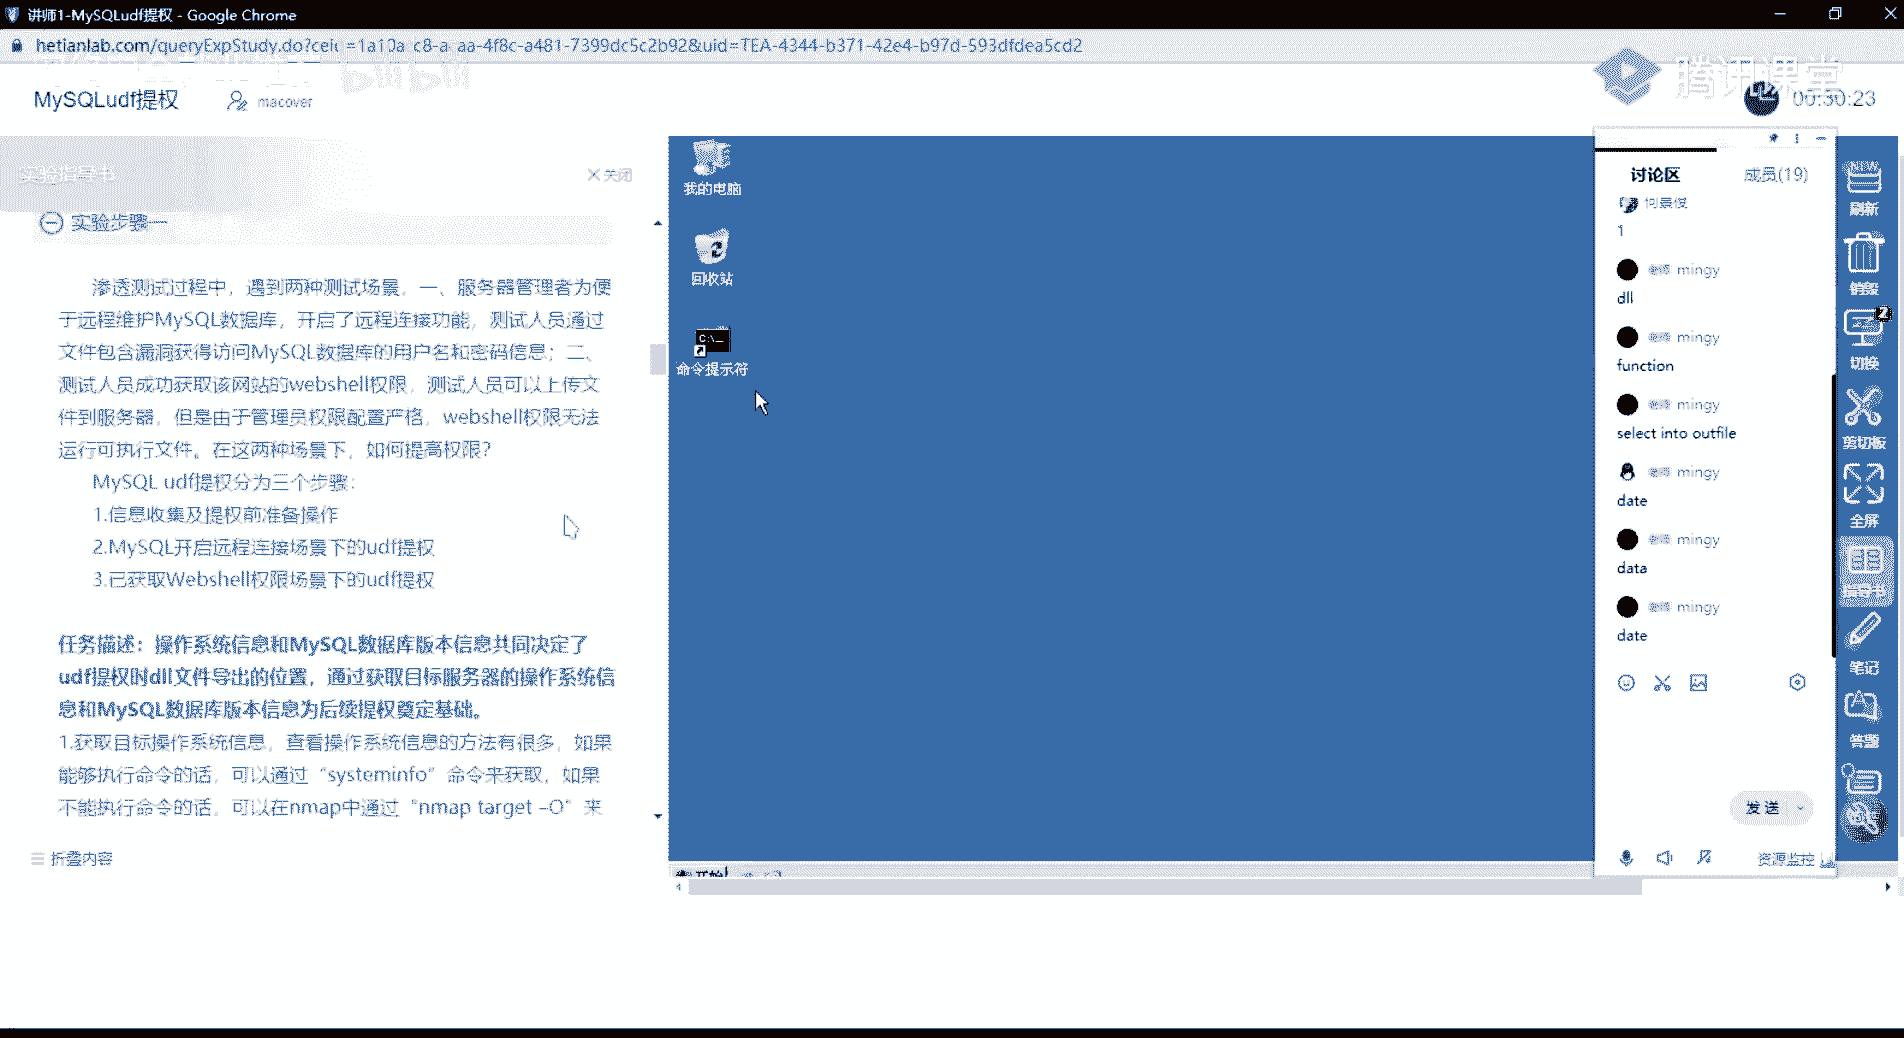 讲师1-MySQLudf提权 - Google Chrome
MySQLudf提权
macover
腾讯课堂
00:30:23
实验指导书
关闭
实验步骤一
渗透测试过程中，遇到两种测试场景，一、服务器管理者为便
于远程维护MySQL数据库，开启了远程连接功能，测试人员通过
文件包含漏洞获得访问MySQL数据库的用户名和密码信息；二、
测试人员成功获取该网站的webshell权限，测试人员可以上传文
件到服务器，但是由于管理员权限配置严格，webshell权限无法
运行可执行文件。在这两种场景下，如何提高权限？
MySQL udf提权分为三个步骤：
1.信息收集及提权前准备操作
2.MySQL开启远程连接场景下的udf提权
3.已获取Webshell权限场景下的udf提权
任务描述：操作系统信息和MySQL数据库版本信息共同决定了
udf提权时dll文件导出的位置，通过获取目标服务器的操作系统信
息和MySQL数据库版本信息为后续提权奠定基础。
1.获取目标操作系统信息，查看操作系统信息的方法有很多，如果
能够执行命令的话，可以通过“systeminfo”命令来获取，如果
不能执行命令的话，可以在nmap中通过“nmap target –O”来
折叠内容
我的电脑
回收站
C:\_
命令提示符
开始
讨论区
成员(19)
1
老师 mingy
dll
老师 mingy
function
老师 mingy
select into outfile
老师 mingy
date
老师 mingy
data
老师 mingy
date
发送
资源监控
NEW
刷新
销毁
2
切换
剪切板
全屏
指导书
笔记
答题